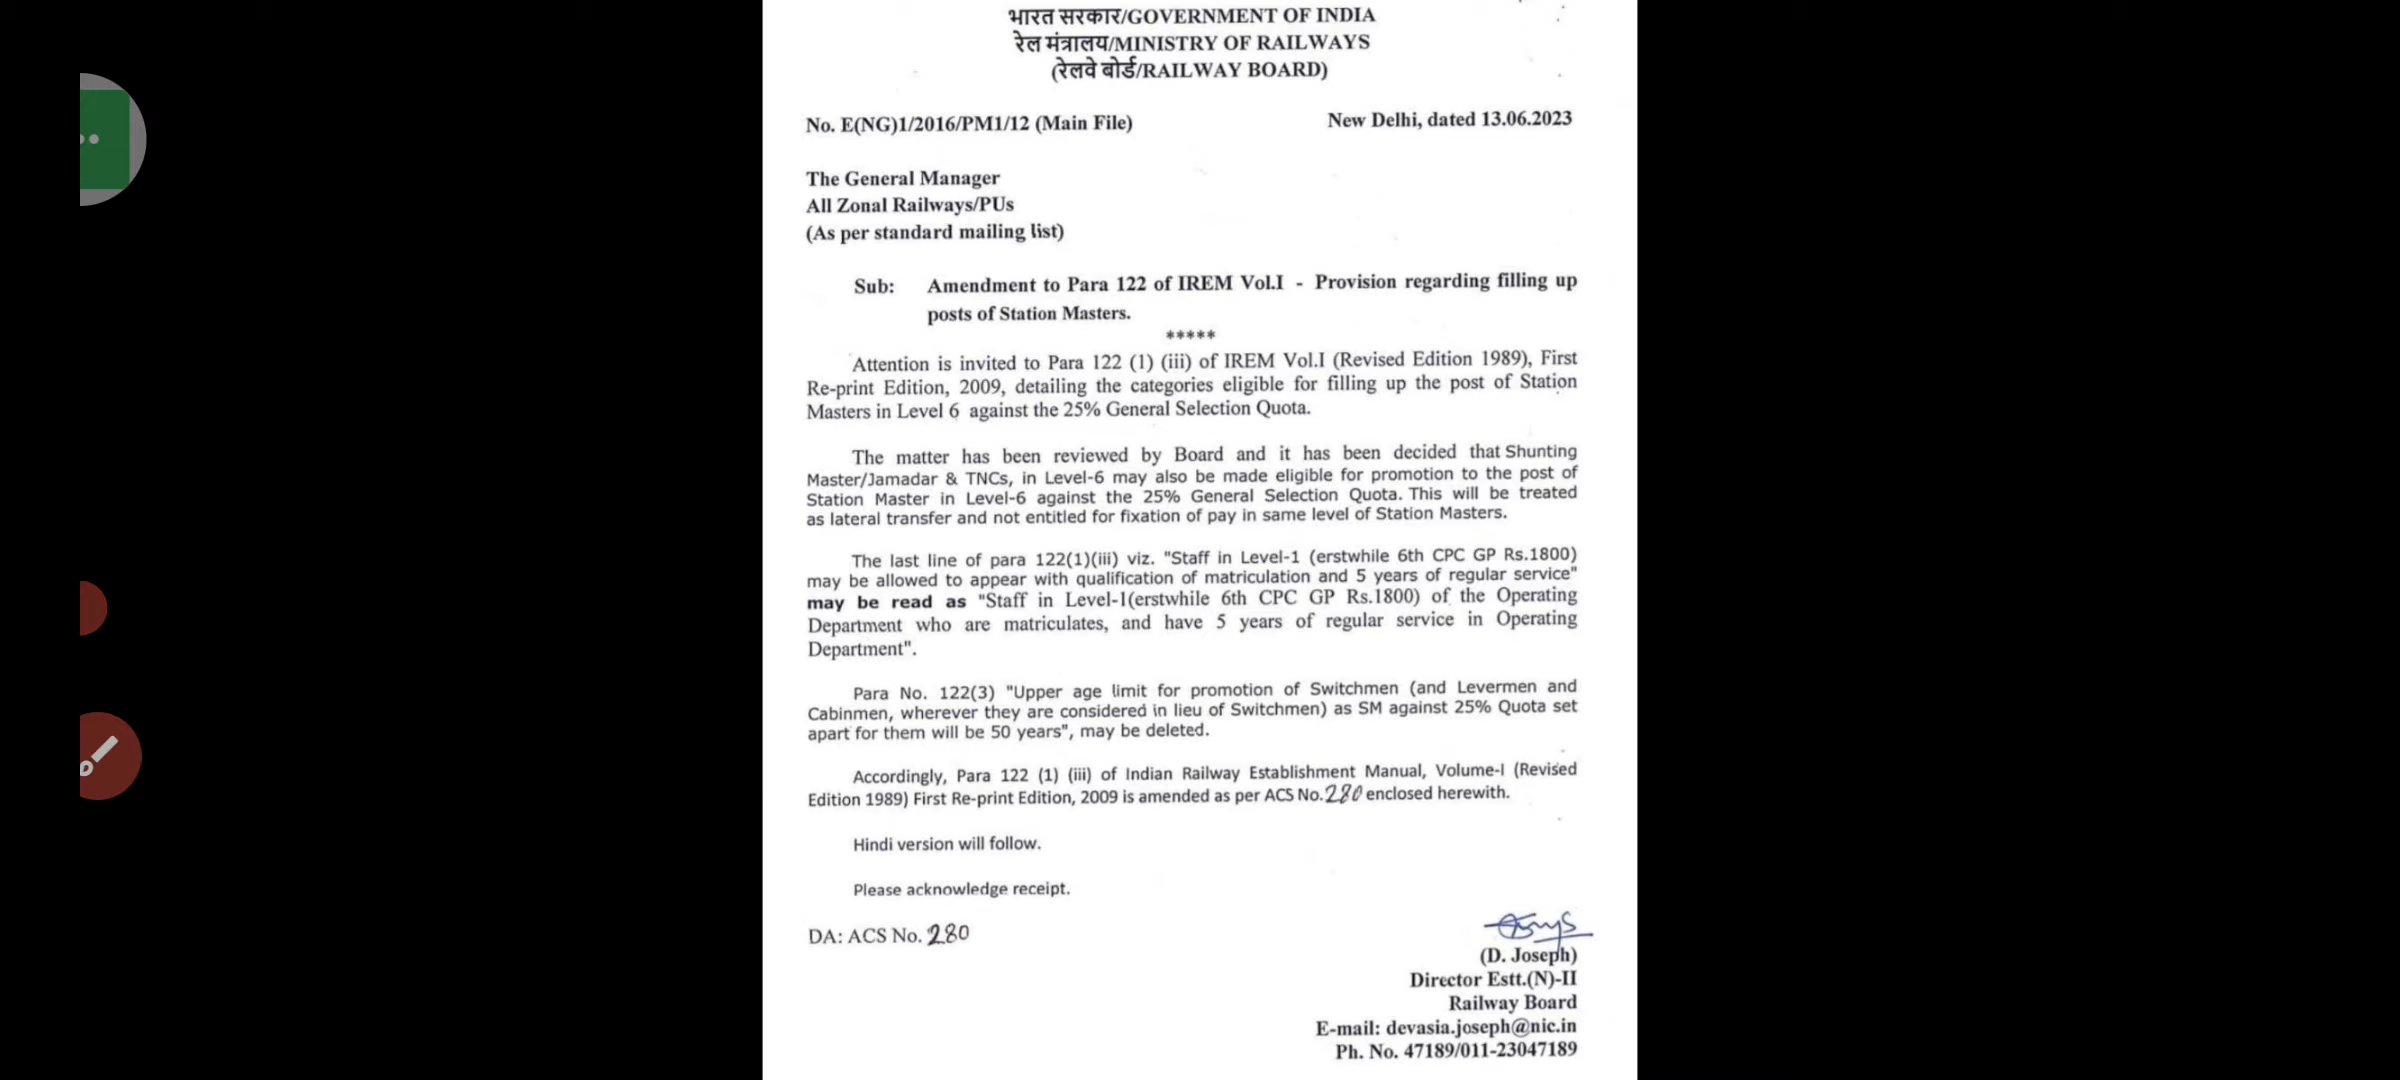 भारत सरकार/GOVERNMENT OF INDIA
रेल मंत्रालय/MINISTRY OF RAILWAYS
(रेलवे बोर्ड/RAILWAY BOARD)
No. E(NG)1/2016/PM1/12 (Main File)
New Delhi, dated 13.06.2023
The General Manager
All Zonal Railways/PUs
(As per standard mailing list)
Sub: Amendment to Para 122 of IREM Vol.I - Provision regarding filling up
posts of Station Masters.
*****
Attention is invited to Para 122 (1) (iii) of IREM Vol.I (Revised Edition 1989), First
Re-print Edition, 2009, detailing the categories eligible for filling up the post of Station
Masters in Level 6 against the 25% General Selection Quota.
The matter has been reviewed by Board and it has been decided that Shunting
Master/Jamadar & TNCs, in Level-6 may also be made eligible for promotion to the post of
Station Master in Level-6 against the 25% General Selection Quota. This will be treated
as lateral transfer and not entitled for fixation of pay in same level of Station Masters.
The last line of para 122(1)(iii) viz. "Staff in Level-1 (erstwhile 6th CPC GP Rs.1800)
may be allowed to appear with qualification of matriculation and 5 years of regular service"
may be read as "Staff in Level-1(erstwhile 6th CPC GP Rs.1800) of the Operating
Department who are matriculates, and have 5 years of regular service in Operating
Department".
Para No. 122(3) "Upper age limit for promotion of Switchmen (and Levermen and
Cabinmen, wherever they are considered in lieu of Switchmen) as SM against 25% Quota set
apart for them will be 50 years", may be deleted.
Accordingly, Para 122 (1) (iii) of Indian Railway Establishment Manual, Volume-I (Revised
Edition 1989) First Re-print Edition, 2009 is amended as per ACS No.280 enclosed herewith.
Hindi version will follow.
Please acknowledge receipt.
DA: ACS No. 280
(D. Joseph)
Director Estt.(N)-II
Railway Board
E-mail: devasia.joseph@nic.in
Ph. No. 47189/011-23047189